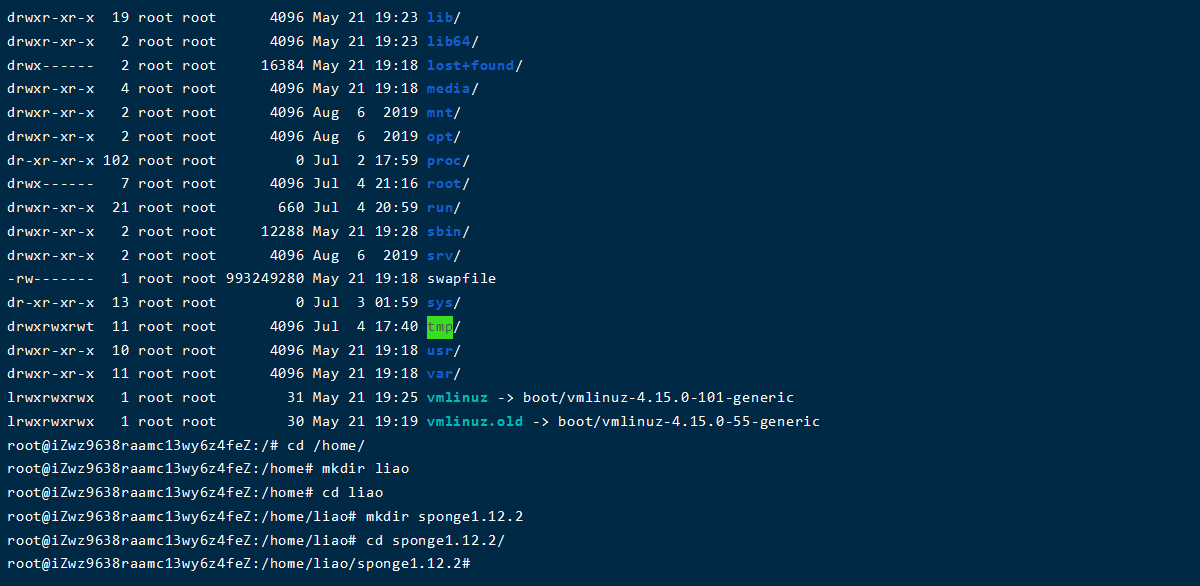 drwxr-xr-x  19 root root      4096 May 21 19:23 lib/
drwxr-xr-x   2 root root      4096 May 21 19:23 lib64/
drwx------   2 root root     16384 May 21 19:18 lost+found/
drwxr-xr-x   4 root root      4096 May 21 19:18 media/
drwxr-xr-x   2 root root      4096 Aug  6  2019 mnt/
drwxr-xr-x   2 root root      4096 Aug  6  2019 opt/
dr-xr-xr-x 102 root root         0 Jul  2 17:59 proc/
drwx------   7 root root      4096 Jul  4 21:16 root/
drwxr-xr-x  21 root root       660 Jul  4 20:59 run/
drwxr-xr-x   2 root root     12288 May 21 19:28 sbin/
drwxr-xr-x   2 root root      4096 Aug  6  2019 srv/
-rw-------   1 root root 993249280 May 21 19:18 swapfile
dr-xr-xr-x  13 root root         0 Jul  3 01:59 sys/
drwxrwxrwt  11 root root      4096 Jul  4 17:40 tmp/
drwxr-xr-x  10 root root      4096 May 21 19:18 usr/
drwxr-xr-x  11 root root      4096 May 21 19:18 var/
lrwxrwxrwx   1 root root        31 May 21 19:25 vmlinuz -> boot/vmlinuz-4.15.0-101-generic
lrwxrwxrwx   1 root root        30 May 21 19:19 vmlinuz.old -> boot/vmlinuz-4.15.0-55-generic
root@iZwz9638raamc13wy6z4feZ:/# cd /home/
root@iZwz9638raamc13wy6z4feZ:/home# mkdir liao
root@iZwz9638raamc13wy6z4feZ:/home# cd liao
root@iZwz9638raamc13wy6z4feZ:/home/liao# mkdir sponge1.12.2
root@iZwz9638raamc13wy6z4feZ:/home/liao# cd sponge1.12.2/
root@iZwz9638raamc13wy6z4feZ:/home/liao/sponge1.12.2#